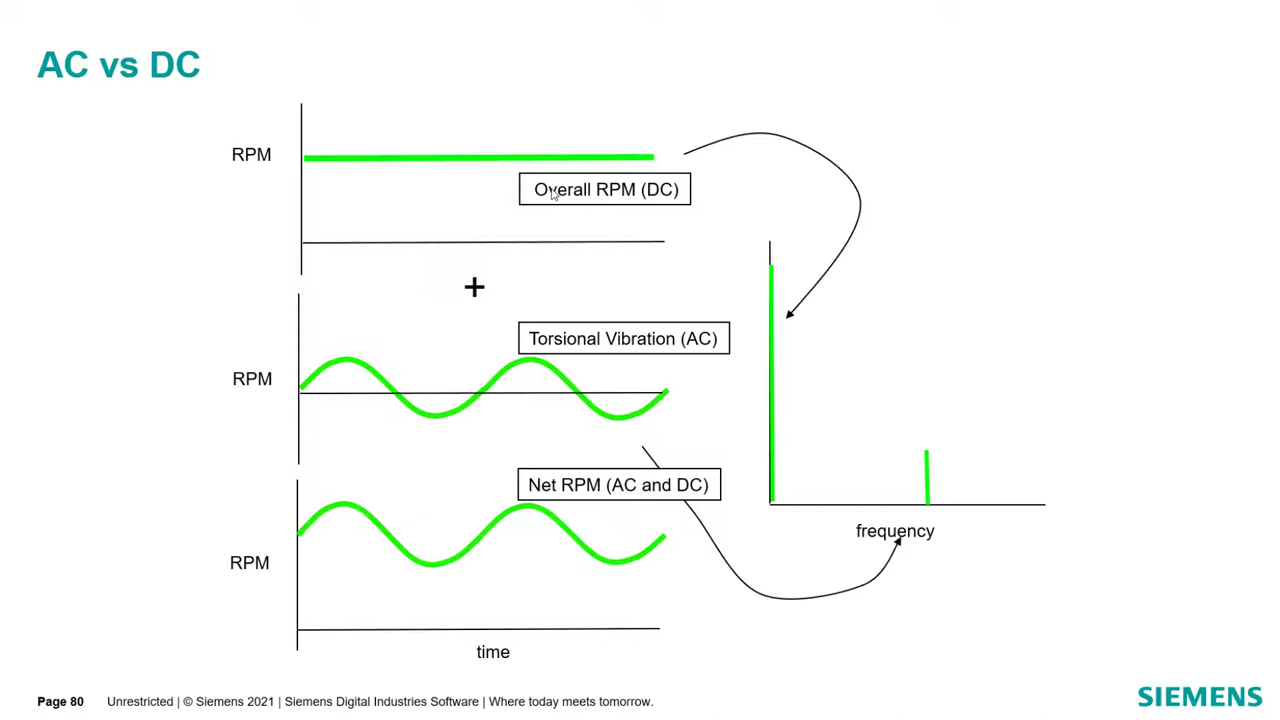 AC vs DC
RPM
Overall RPM (DC)
+
Torsional Vibration (AC)
RPM
Net RPM (AC and DC)
RPM
time
frequency
Page 80 Unrestricted | © Siemens 2021 | Siemens Digital Industries Software | Where today meets tomorrow.
SIEMENS